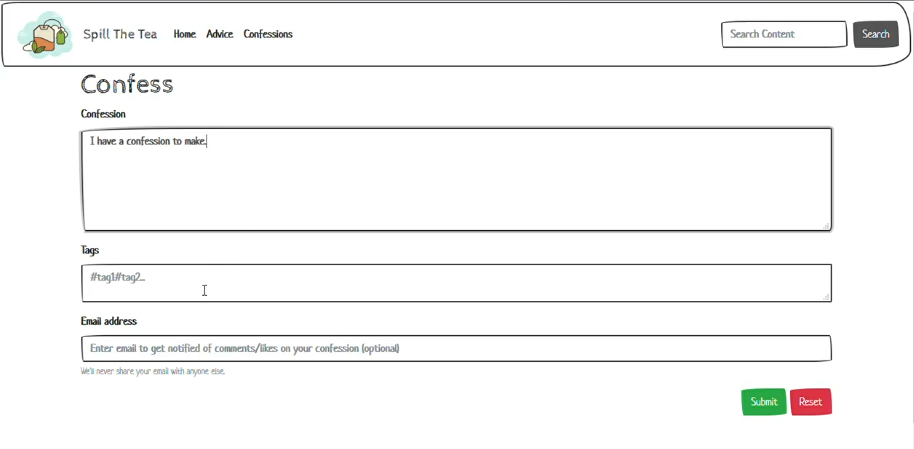 Spill The Tea Home Advice Confessions Search Content Search
Confess
Confession
I have a confession to make.
Tags
#tag1#tag2...
Email address
Enter email to get notified of comments/likes on your confession (optional)
We'll never share your email with anyone else.
Submit Reset